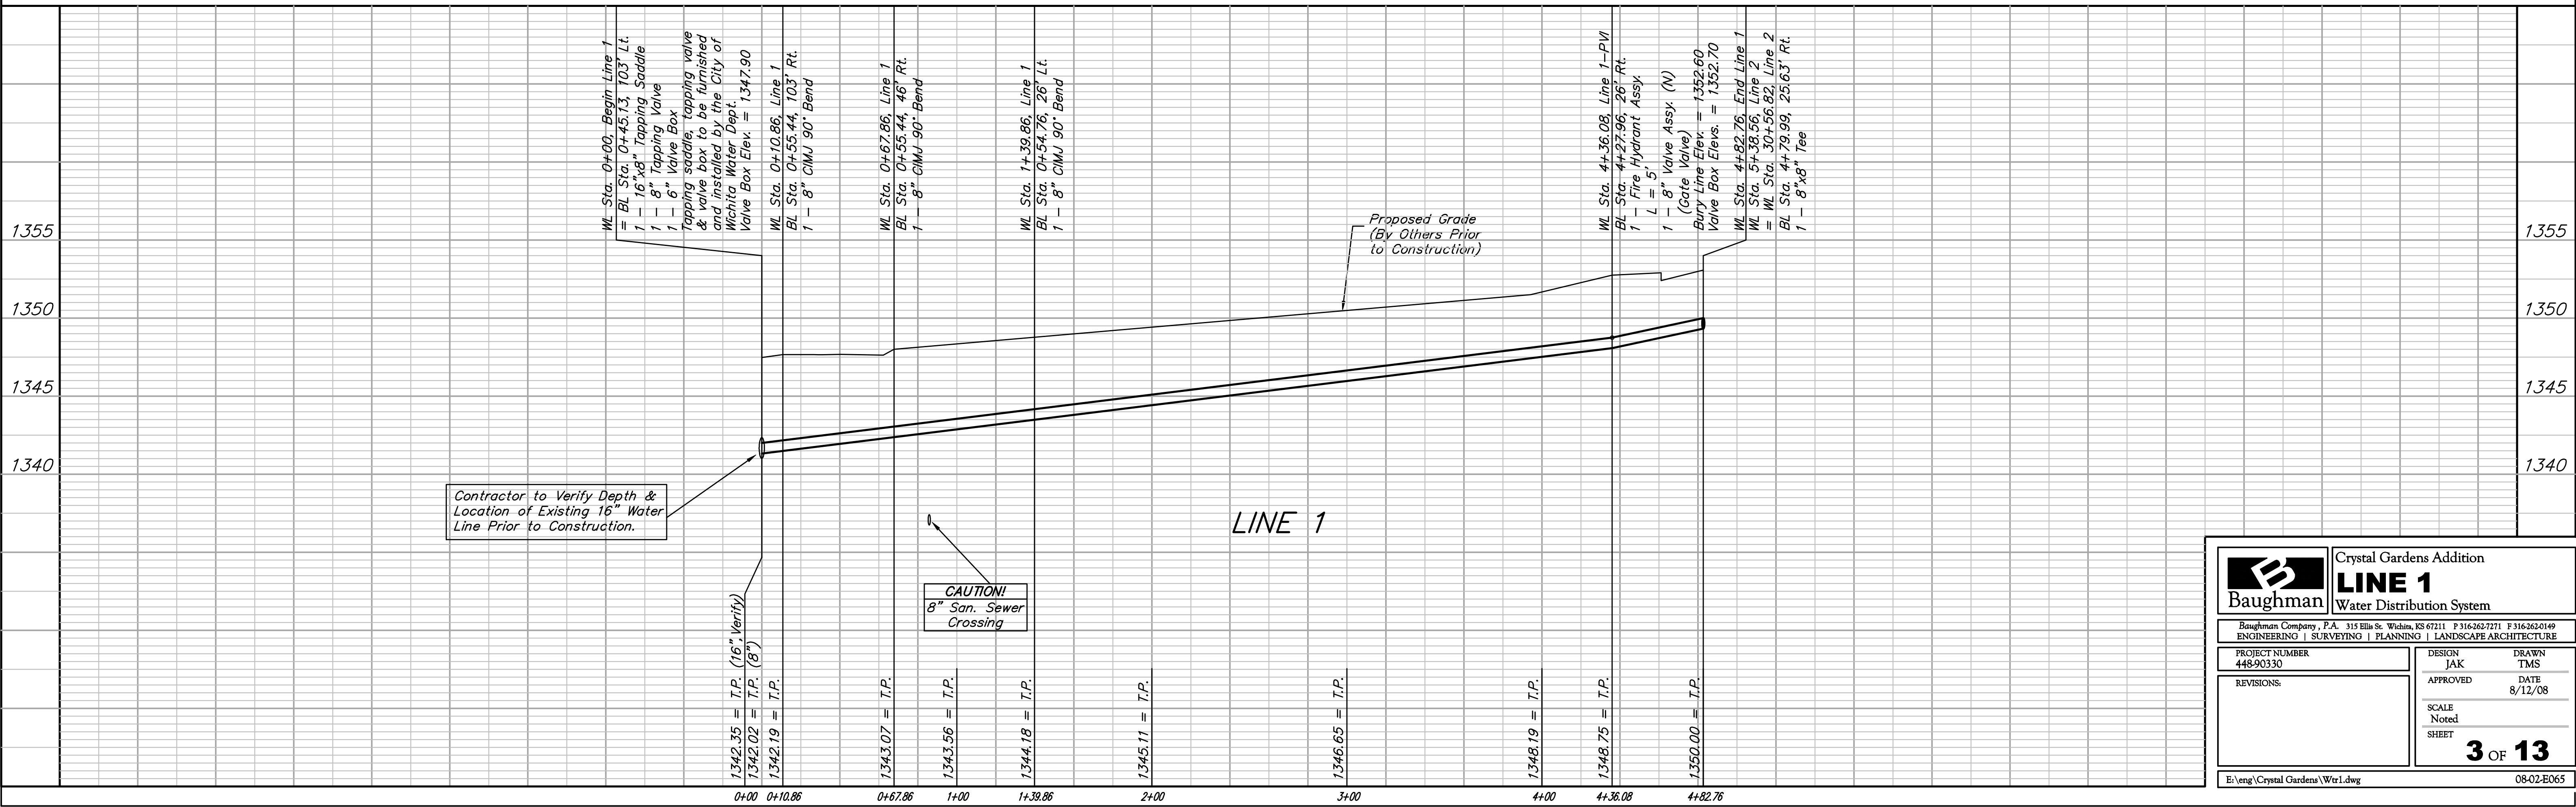 WL Sta. 0+00, Begin Line 1
= BL Sta. 0+45.13, 103' Lt.
1 - 16"x8" Tapping Saddle
1 - 8" Tapping Valve
1 - 6" Valve Box
Tapping saddle, tapping valve
& valve box to be furnished
and installed by the City of
Wichita Water Dept.
Valve Box Elev. = 1347.90
WL Sta. 0+10.86, Line 1
BL Sta. 0+55.44, 103' Rt.
1 - 8" CIMJ 90° Bend
WL Sta. 0+67.86, Line 1
BL Sta. 0+55.44, 46' Rt.
1 - 8" CIMJ 90° Bend
WL Sta. 1+39.86, Line 1
BL Sta. 0+54.76, 26' Lt.
1 - 8" CIMJ 90° Bend
WL Sta. 4+36.08, Line 1-PVI
BL Sta. 4+27.96, 26' Rt.
1 - Fire Hydrant Assy.
L = 5'
1 - 8" Valve Assy. (N)
(Gate Valve)
Bury Line Elev. = 1352.60
Valve Box Elevs. = 1352.70
WL Sta. 4+82.76, End Line 1
WL Sta. 5+38.56, Line 2
= WL Sta. 30+56.82, Line 2
BL Sta. 4+79.99, 25.63' Rt.
1 - 8"x8" Tee
1355
1355
Proposed Grade
(By Others Prior
to Construction)
1350
1350
1345
1345
1340
1340
Contractor to Verify Depth &
Location of Existing 16" Water
Line Prior to Construction.
LINE 1
CAUTION!
8" San. Sewer
Crossing
1342.35 = T.P. (16", Verify)
1342.02 = T.P. (8")
1342.19 = T.P.
1343.07 = T.P.
1343.56 = T.P.
1344.18 = T.P.
1345.11 = T.P.
1346.65 = T.P.
1348.19 = T.P.
1348.75 = T.P.
1350.00 = T.P.
0+00 0+10.86 0+67.86 1+00 1+39.86 2+00 3+00 4+00 4+36.08 4+82.76
B
Baughman
Crystal Gardens Addition
LINE 1
Water Distribution System
Baughman Company, P.A. 315 Ellis St. Wichita, KS 67211 P 316-262-7271 F 316-262-0149
ENGINEERING | SURVEYING | PLANNING | LANDSCAPE ARCHITECTURE
PROJECT NUMBER
448-90330
REVISIONS:
DESIGN
JAK
DRAWN
TMS
APPROVED
DATE
8/12/08
SCALE
Noted
SHEET
3 OF 13
E:\eng\Crystal Gardens\Wtr1.dwg
08-02-E065